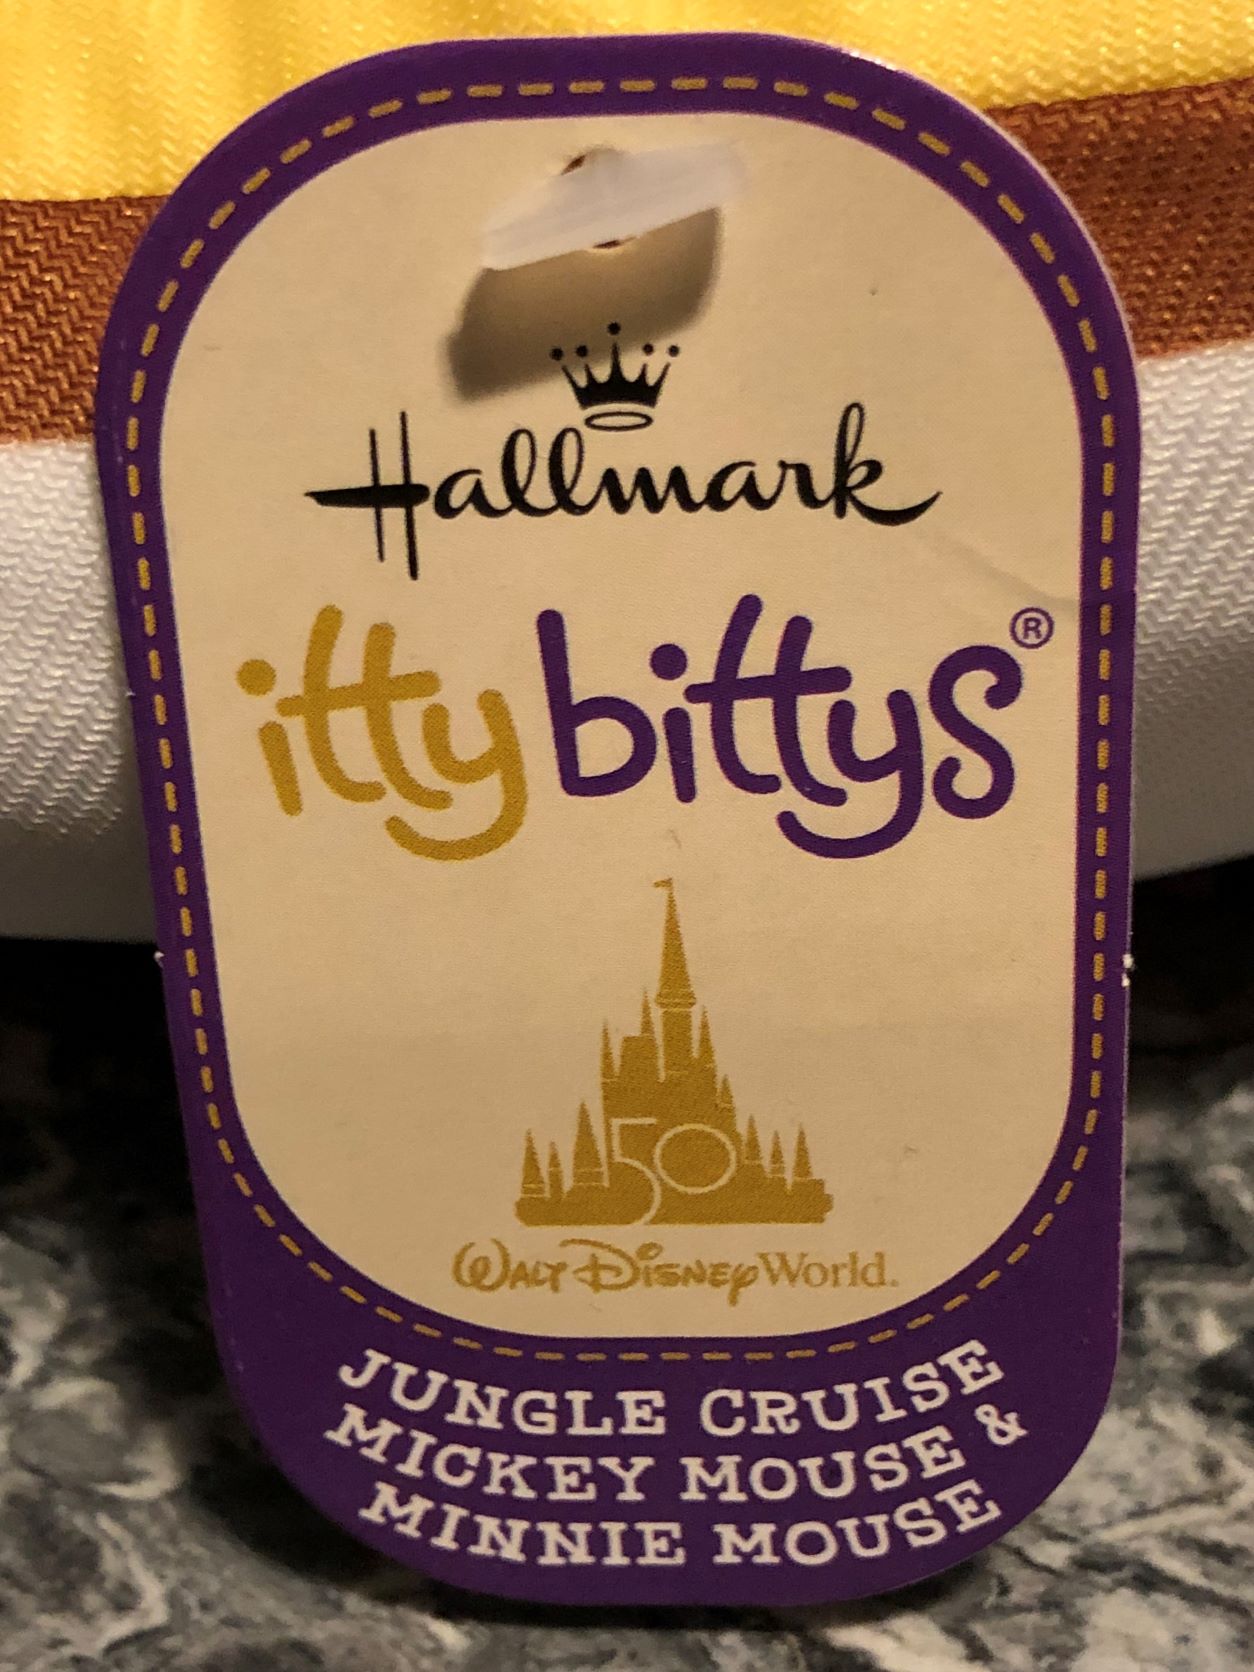 Hallmark
itty bittys®
50
Walt Disney World.
JUNGLE CRUISE
MICKEY MOUSE &
MINNIE MOUSE